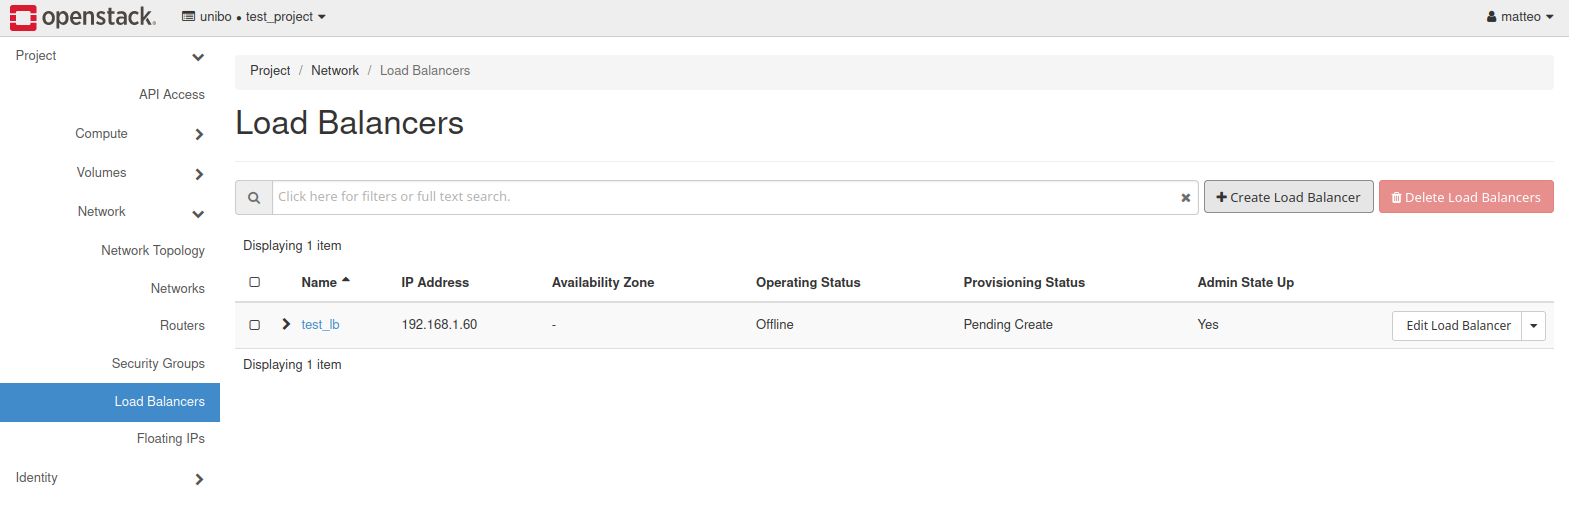 openstack.
unibo • test_project
matteo
Project
API Access
Compute
Volumes
Network
Network Topology
Networks
Routers
Security Groups
Load Balancers
Floating IPs
Identity
Project / Network / Load Balancers
Load Balancers
Click here for filters or full text search.
Create Load Balancer
Delete Load Balancers
Displaying 1 item
Name IP Address Availability Zone Operating Status Provisioning Status Admin State Up
test_lb 192.168.1.60 - Offline Pending Create Yes Edit Load Balancer
Displaying 1 item